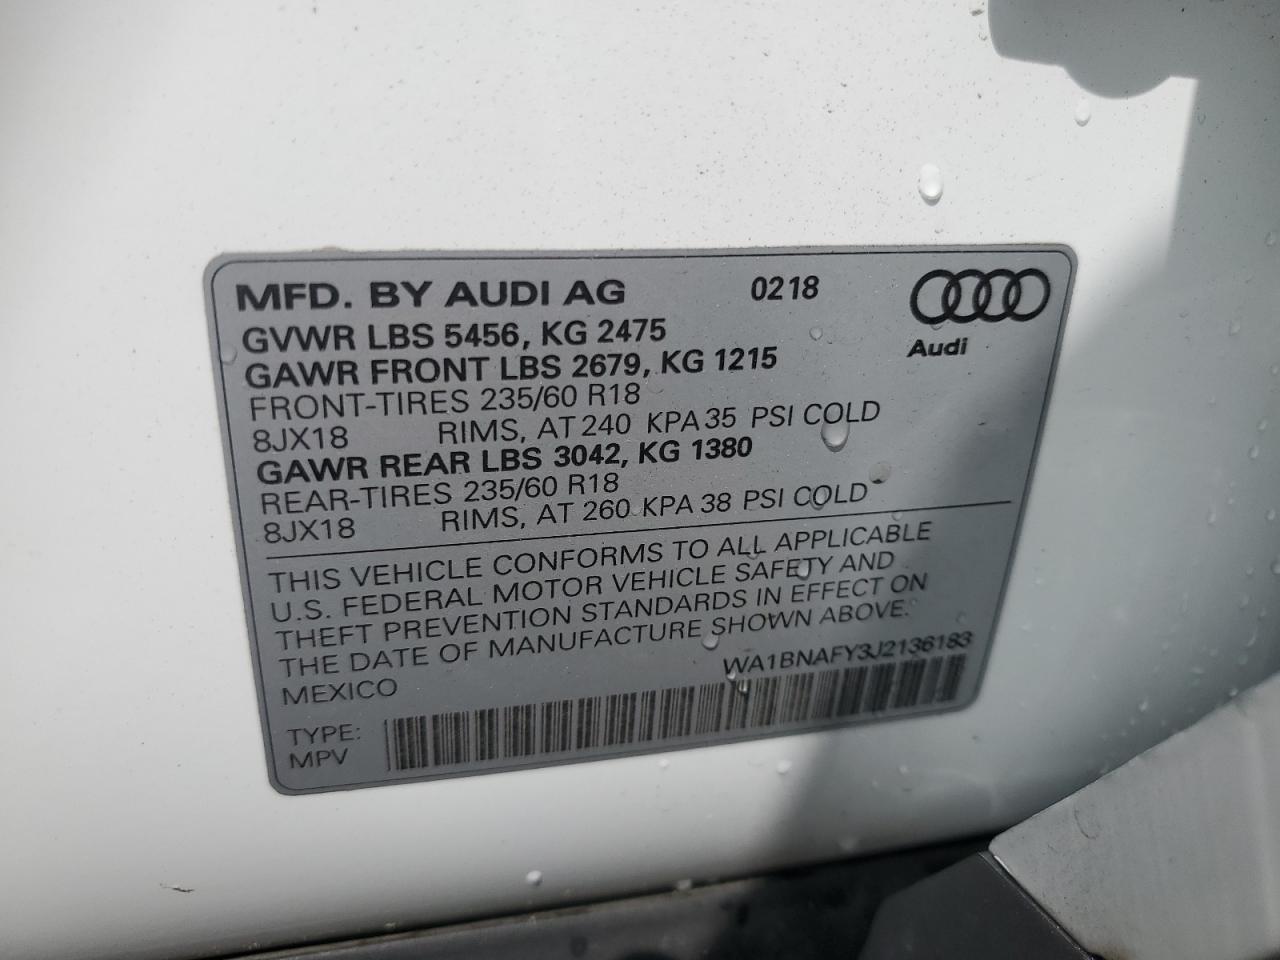 MFD. BY AUDI AG 0218
Audi
GVWR LBS 5456, KG 2475
GAWR FRONT LBS 2679, KG 1215
FRONT-TIRES 235/60 R18
8JX18 RIMS, AT 240 KPA 35 PSI COLD
GAWR REAR LBS 3042, KG 1380
REAR-TIRES 235/60 R18
8JX18 RIMS, AT 260 KPA 38 PSI COLD
THIS VEHICLE CONFORMS TO ALL APPLICABLE
U.S. FEDERAL MOTOR VEHICLE SAFETY AND
THEFT PREVENTION STANDARDS IN EFFECT ON
THE DATE OF MANUFACTURE SHOWN ABOVE.
WA1BNAFY3J2136183
MEXICO
TYPE:
MPV